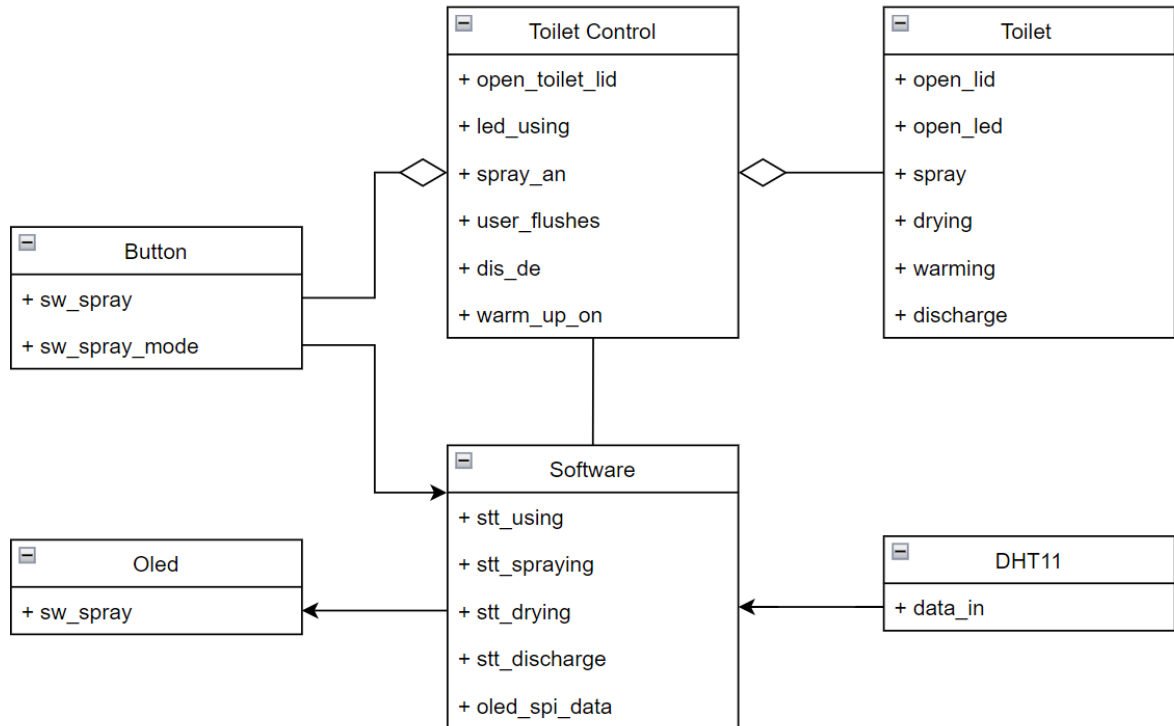 Toilet Control
+ open_toilet_lid
+ led_using
+ spray_an
+ user_flushes
+ dis_de
+ warm_up_on
Toilet
+ open_lid
+ open_led
+ spray
+ drying
+ warming
+ discharge
Button
+ sw_spray
+ sw_spray_mode
Software
+ stt_using
+ stt_spraying
+ stt_drying
+ stt_discharge
+ oled_spi_data
Oled
+ sw_spray
DHT11
+ data_in